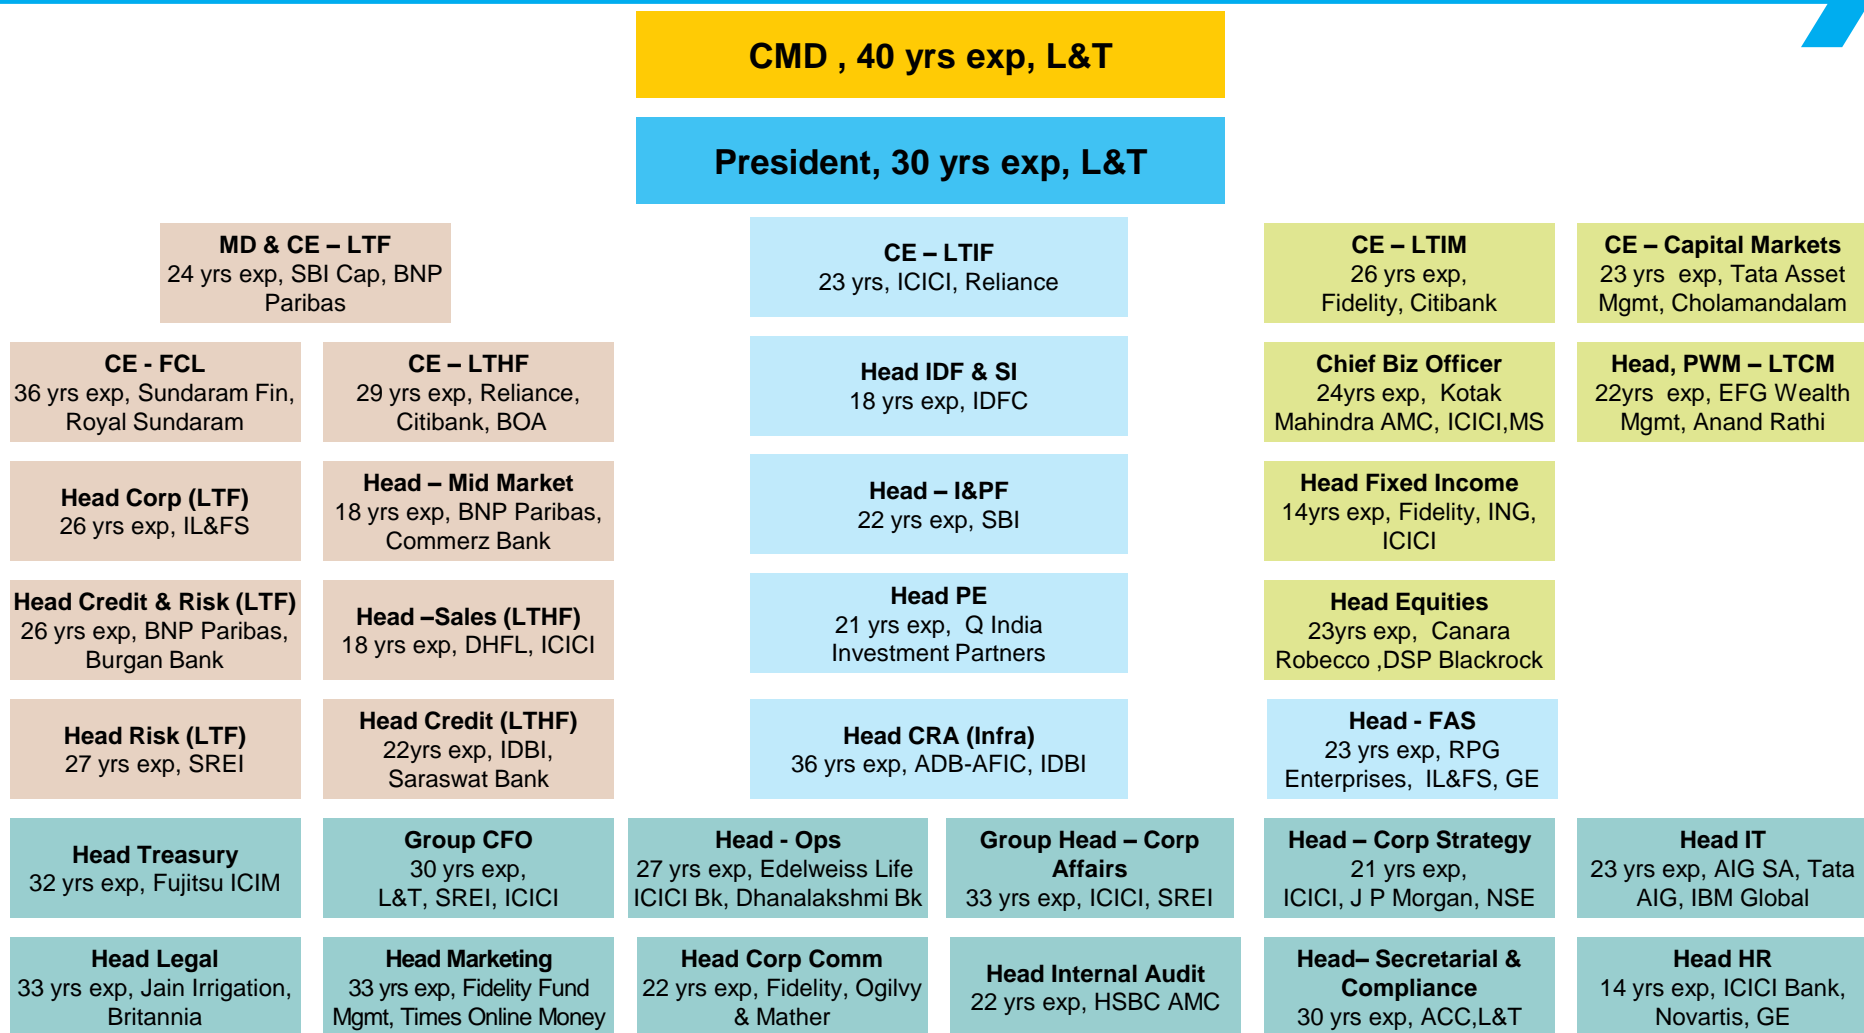 CMD , 40 yrs exp, L&T
President, 30 yrs exp, L&T
MD & CE – LTF
24 yrs exp, SBI Cap, BNP
Paribas
CE – LTIF
23 yrs, ICICI, Reliance
CE – LTIM
26 yrs exp,
Fidelity, Citibank
CE – Capital Markets
23 yrs exp, Tata Asset
Mgmt, Cholamandalam
CE - FCL
36 yrs exp, Sundaram Fin,
Royal Sundaram
CE – LTHF
29 yrs exp, Reliance,
Citibank, BOA
Head IDF & SI
18 yrs exp, IDFC
Chief Biz Officer
24yrs exp, Kotak
Mahindra AMC, ICICI,MS
Head, PWM – LTCM
22yrs exp, EFG Wealth
Mgmt, Anand Rathi
Head Corp (LTF)
26 yrs exp, IL&FS
Head – Mid Market
18 yrs exp, BNP Paribas,
Commerz Bank
Head – I&PF
22 yrs exp, SBI
Head Fixed Income
14yrs exp, Fidelity, ING,
ICICI
Head Credit & Risk (LTF)
26 yrs exp, BNP Paribas,
Burgan Bank
Head –Sales (LTHF)
18 yrs exp, DHFL, ICICI
Head PE
21 yrs exp, Q India
Investment Partners
Head Equities
23yrs exp, Canara
Robecco ,DSP Blackrock
Head Risk (LTF)
27 yrs exp, SREI
Head Credit (LTHF)
22yrs exp, IDBI,
Saraswat Bank
Head CRA (Infra)
36 yrs exp, ADB-AFIC, IDBI
Head - FAS
23 yrs exp, RPG
Enterprises, IL&FS, GE
Head Treasury
32 yrs exp, Fujitsu ICIM
Group CFO
30 yrs exp,
L&T, SREI, ICICI
Head - Ops
27 yrs exp, Edelweiss Life
ICICI Bk, Dhanalakshmi Bk
Group Head – Corp
Affairs
33 yrs exp, ICICI, SREI
Head – Corp Strategy
21 yrs exp,
ICICI, J P Morgan, NSE
Head IT
23 yrs exp, AIG SA, Tata
AIG, IBM Global
Head Legal
33 yrs exp, Jain Irrigation,
Britannia
Head Marketing
33 yrs exp, Fidelity Fund
Mgmt, Times Online Money
Head Corp Comm
22 yrs exp, Fidelity, Ogilvy
& Mather
Head Internal Audit
22 yrs exp, HSBC AMC
Head– Secretarial &
Compliance
30 yrs exp, ACC,L&T
Head HR
14 yrs exp, ICICI Bank,
Novartis, GE